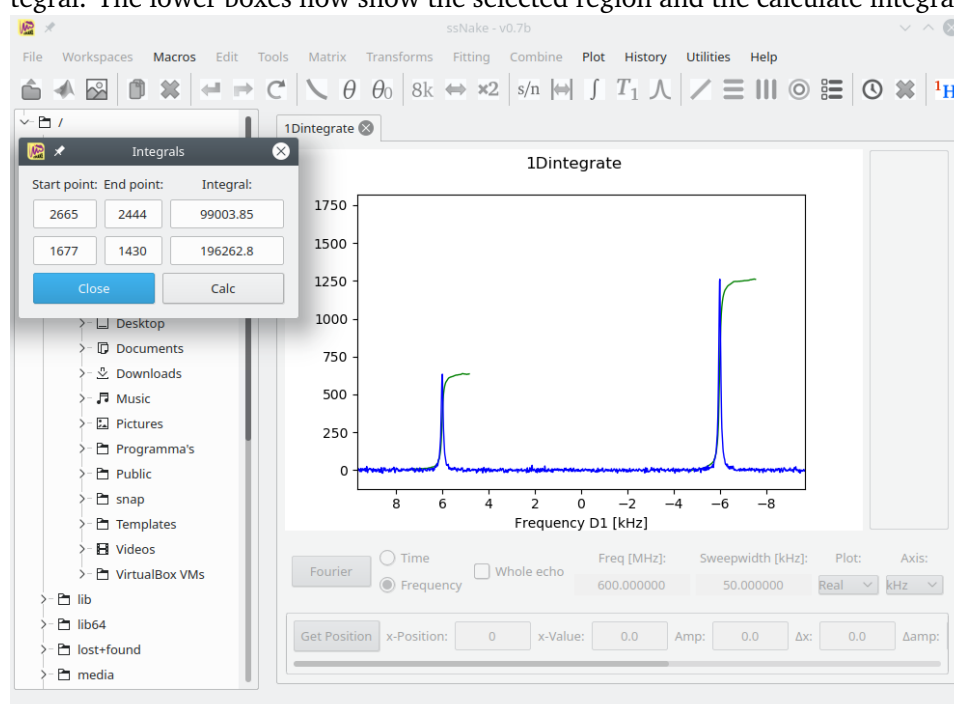 tegral. The lower boxes now show the selected region and the calculate integra
ssNake - v0.7b
File Workspaces Macros Edit Tools Matrix Transforms Fitting Combine Plot History Utilities Help
θ θ0 8k ×2 s/n ∫ T1 1H
/
1Dintegrate
Integrals
Start point: End point: Integral:
2665 2444 99003.85
1677 1430 196262.8
Close Calc
Desktop
Documents
Downloads
Music
Pictures
Programma's
Public
snap
Templates
Videos
VirtualBox VMs
lib
lib64
lost+found
media
1Dintegrate
1750
1500
1250
1000
750
500
250
0
8 6 4 2 0 −2 −4 −6 −8
Frequency D1 [kHz]
Fourier Time Frequency Whole echo
Freq [MHz]: Sweepwidth [kHz]: Plot: Axis:
600.000000 50.000000 Real kHz
Get Position x-Position: 0 x-Value: 0.0 Amp: 0.0 Δx: 0.0 Δamp: